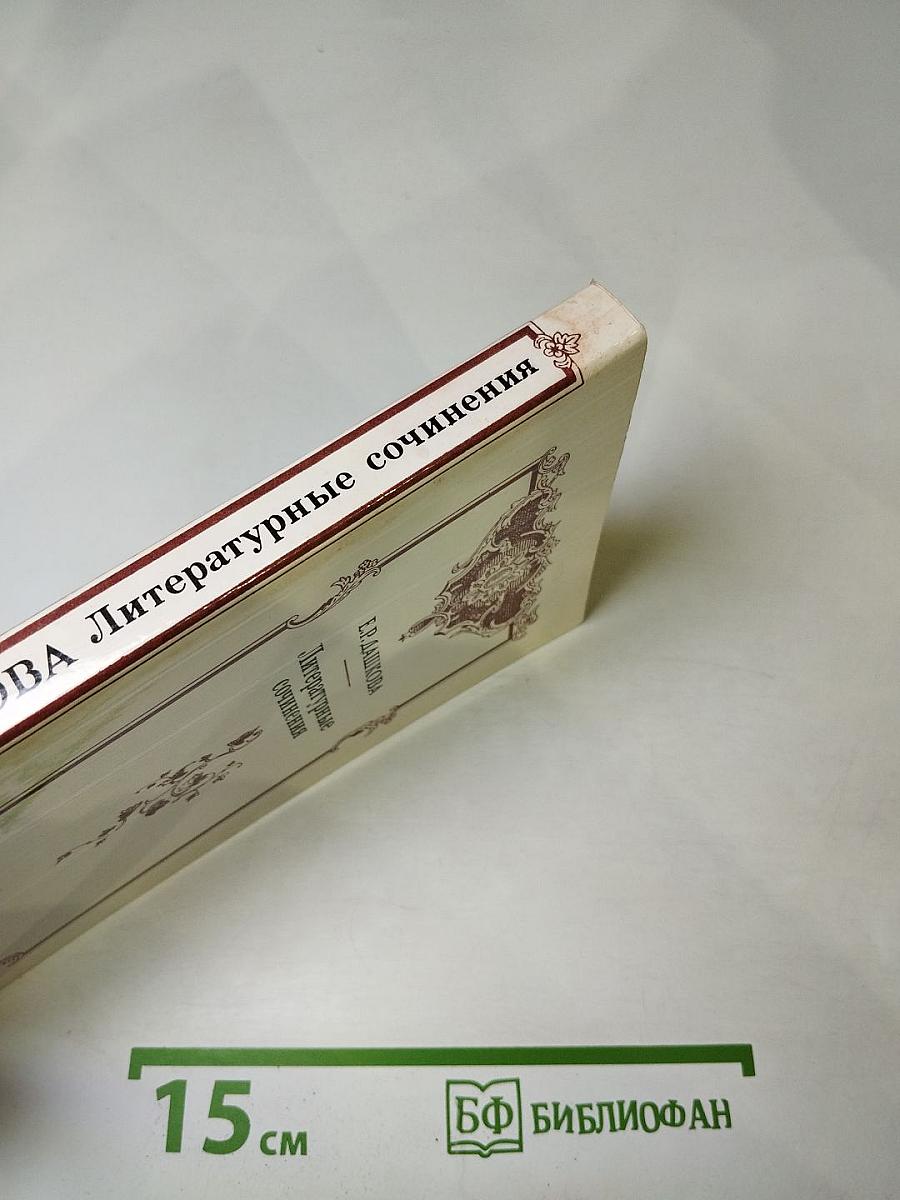 ОВА Литературные сочинения
Е.Р. ДАШКОВА
Литературные
сочинения
15 см
БФ БИБЛИОФАН